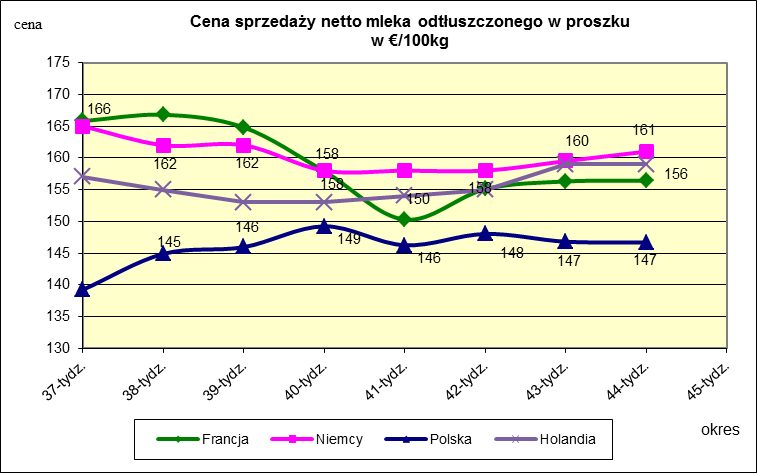 cena
Cena sprzedaży netto mleka odtłuszczonego w proszku
w €/100kg
175
170
165
160
155
150
145
140
135
130
166
162
162
158
158
150
158
160
161
156
145
146
149
146
148
147
147
37-tydz.
38-tydz.
39-tydz.
40-tydz.
41-tydz.
42-tydz.
43-tydz.
44-tydz.
45-tydz.
okres
Francja Niemcy Polska Holandia